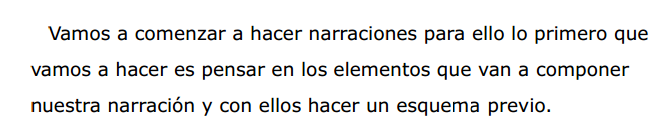 Vamos a comenzar a hacer narraciones para ello lo primero que
vamos a hacer es pensar en los elementos que van a componer
nuestra narración y con ellos hacer un esquema previo.